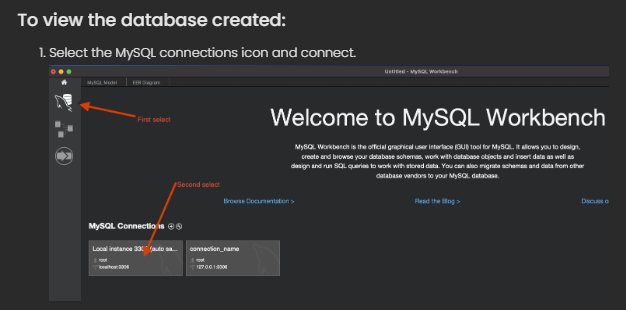 To view the database created:
1. Select the MySQL connections icon and connect.
Untitled - MySQL Workbench
MySQL Model EER Diagram
First select
Welcome to MySQL Workbench
MySQL Workbench is the official graphical user interface (GUI) tool for MySQL. It allows you to design,
create and browse your database schemas, work with database objects and insert data as well as
design and run SQL queries to work with stored data. You can also migrate schemas and data from other
database vendors to your MySQL database.
Second select
Browse Documentation > Read the Blog > Discuss o
MySQL Connections
Local instance 330 (auto sa... connection_name
root root
localhost:3306 127.0.0.1:3306